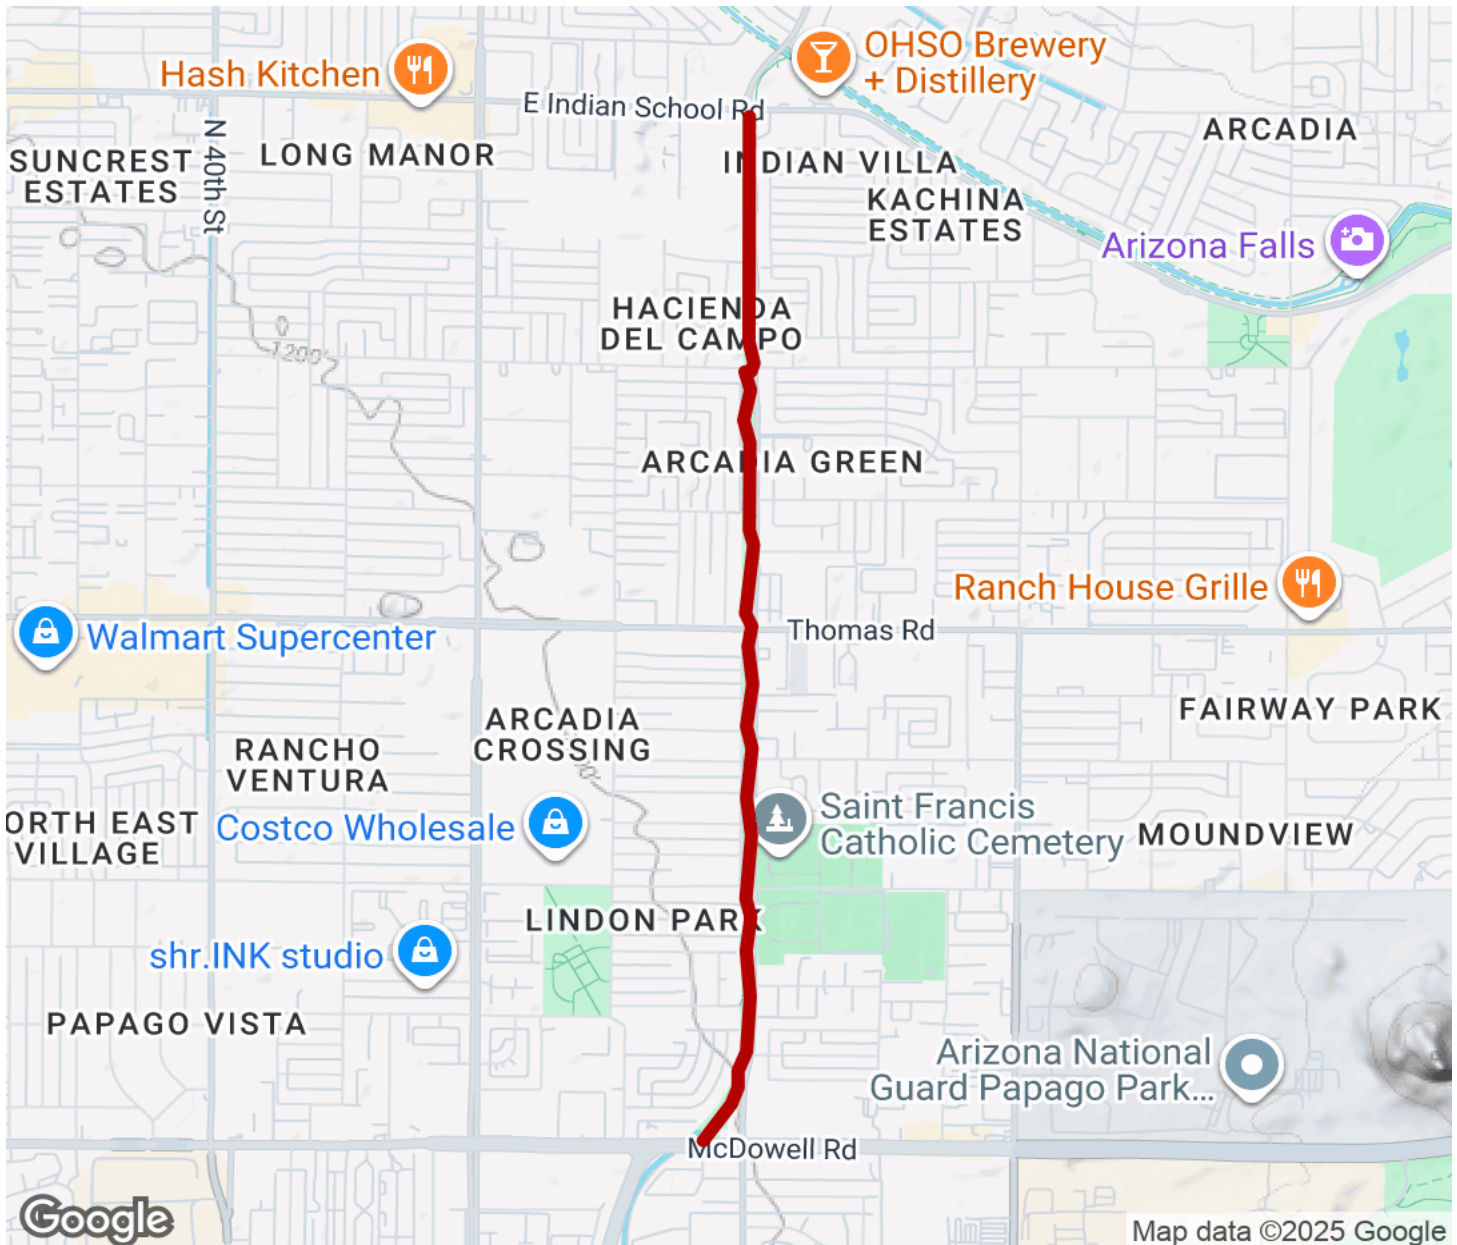 Hash Kitchen
OHSO Brewery
+ Distillery
E Indian School Rd
ARCADIA
N 40th St
SUNCREST
ESTATES
LONG MANOR
INDIAN VILLA
KACHINA
ESTATES
Arizona Falls
HACIENDA
DEL CAMPO
1200'
ARCADIA GREEN
Ranch House Grille
Walmart Supercenter
Thomas Rd
FAIRWAY PARK
ARCADIA
CROSSING
RANCHO
VENTURA
Saint Francis
Catholic Cemetery
ORTH EAST
VILLAGE
Costco Wholesale
MOUNDVIEW
LINDON PARK
shr.INK studio
PAPAGO VISTA
Arizona National
Guard Papago Park...
McDowell Rd
Google
Map data ©2025 Google